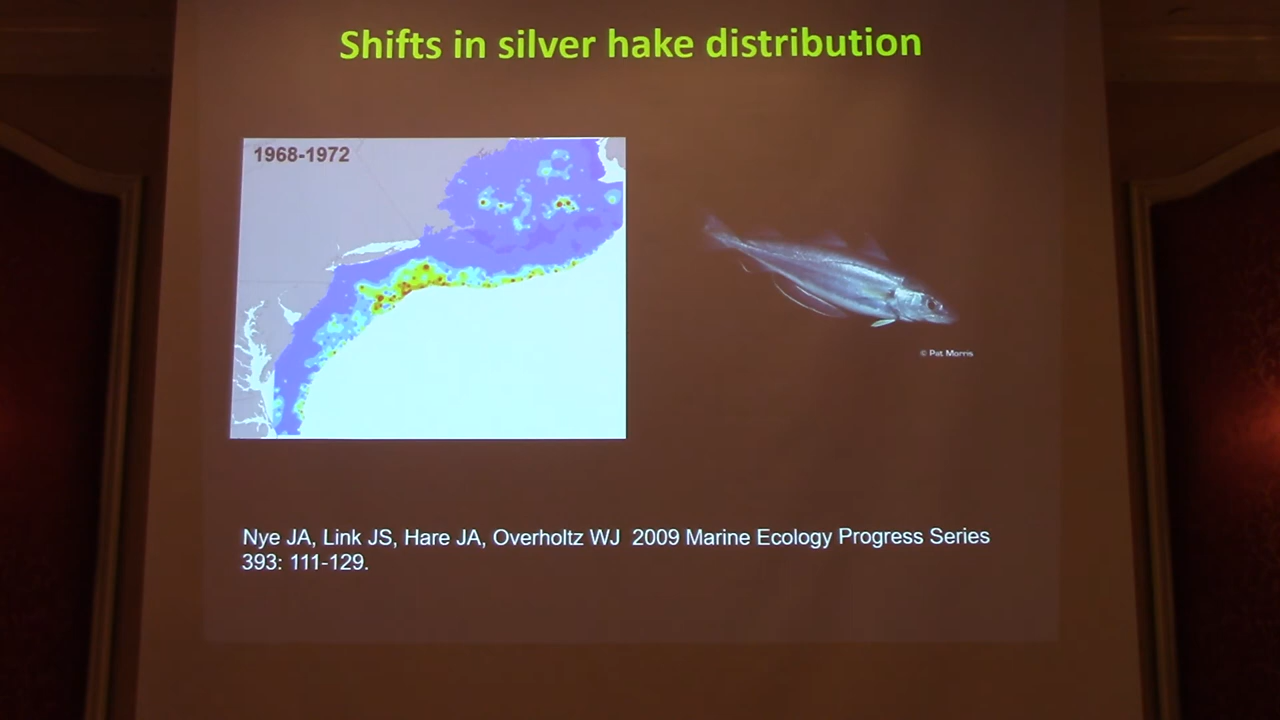 Shifts in silver hake distribution
1968-1972
© Pat Morris
Nye JA, Link JS, Hare JA, Overholtz WJ 2009 Marine Ecology Progress Series
393: 111-129.